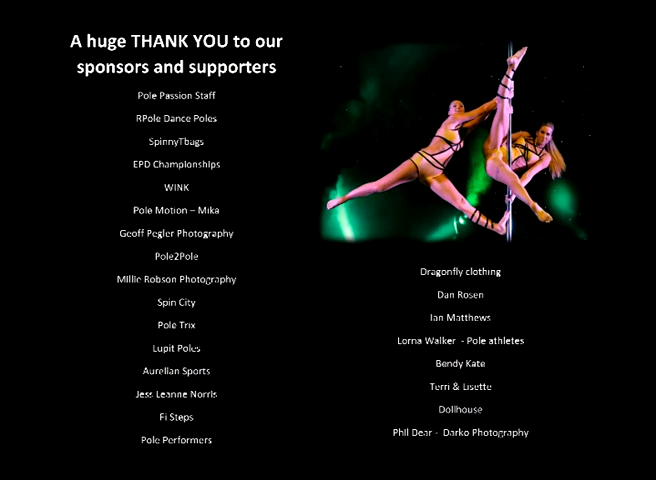 A huge THANK YOU to our
sponsors and supporters
Pole Passion Staff
RPole Dance Poles
SpinnyTbags
EPD Championships
WINK
Pole Motion – Mika
Geoff Pegler Photography
Pole2Pole
Millie Robson Photography
Spin City
Pole Trix
Lupit Poles
Aurellan Sports
Jess Leanne Norris
Fi Steps
Pole Performers
Dragonfly clothing
Dan Rosen
Ian Matthews
Lorna Walker - Pole athletes
Bendy Kate
Terri & Lisette
Dollhouse
Phil Dear - Darko Photography